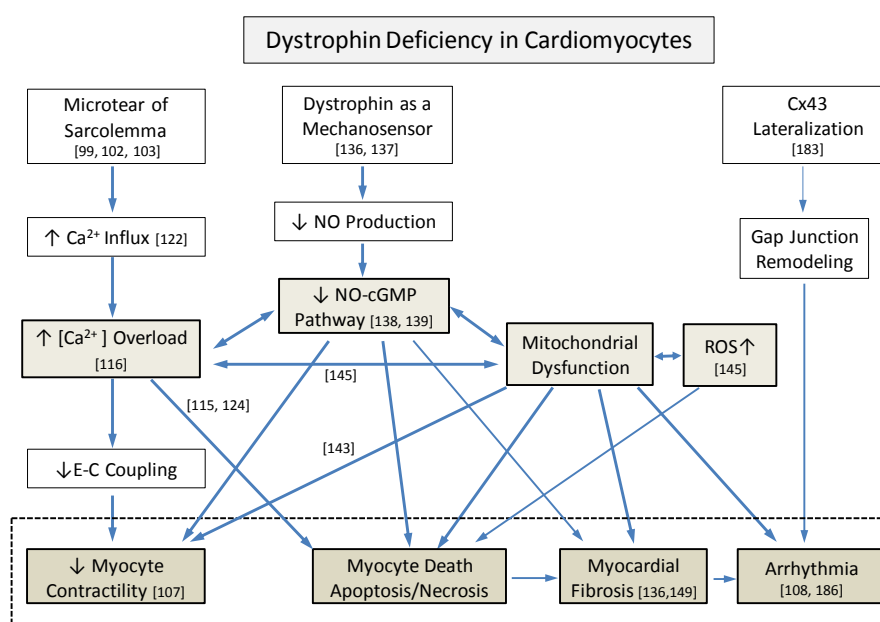 Dystrophin Deficiency in Cardiomyocytes
Microtear of
Sarcolemma
[99, 102, 103]
Dystrophin as a
Mechanosensor
[136, 137]
Cx43
Lateralization
[183]
↑ Ca²⁺ Influx [122]
↓ NO Production
Gap Junction
Remodeling
↓ NO-cGMP
Pathway [138, 139]
↑ [Ca²⁺ ] Overload
[116]
Mitochondrial
Dysfunction
ROS↑
[145]
[145]
[115, 124]
[143]
↓E-C Coupling
↓ Myocyte
Contractility [107]
Myocyte Death
Apoptosis/Necrosis
Myocardial
Fibrosis [136,149]
Arrhythmia
[108, 186]